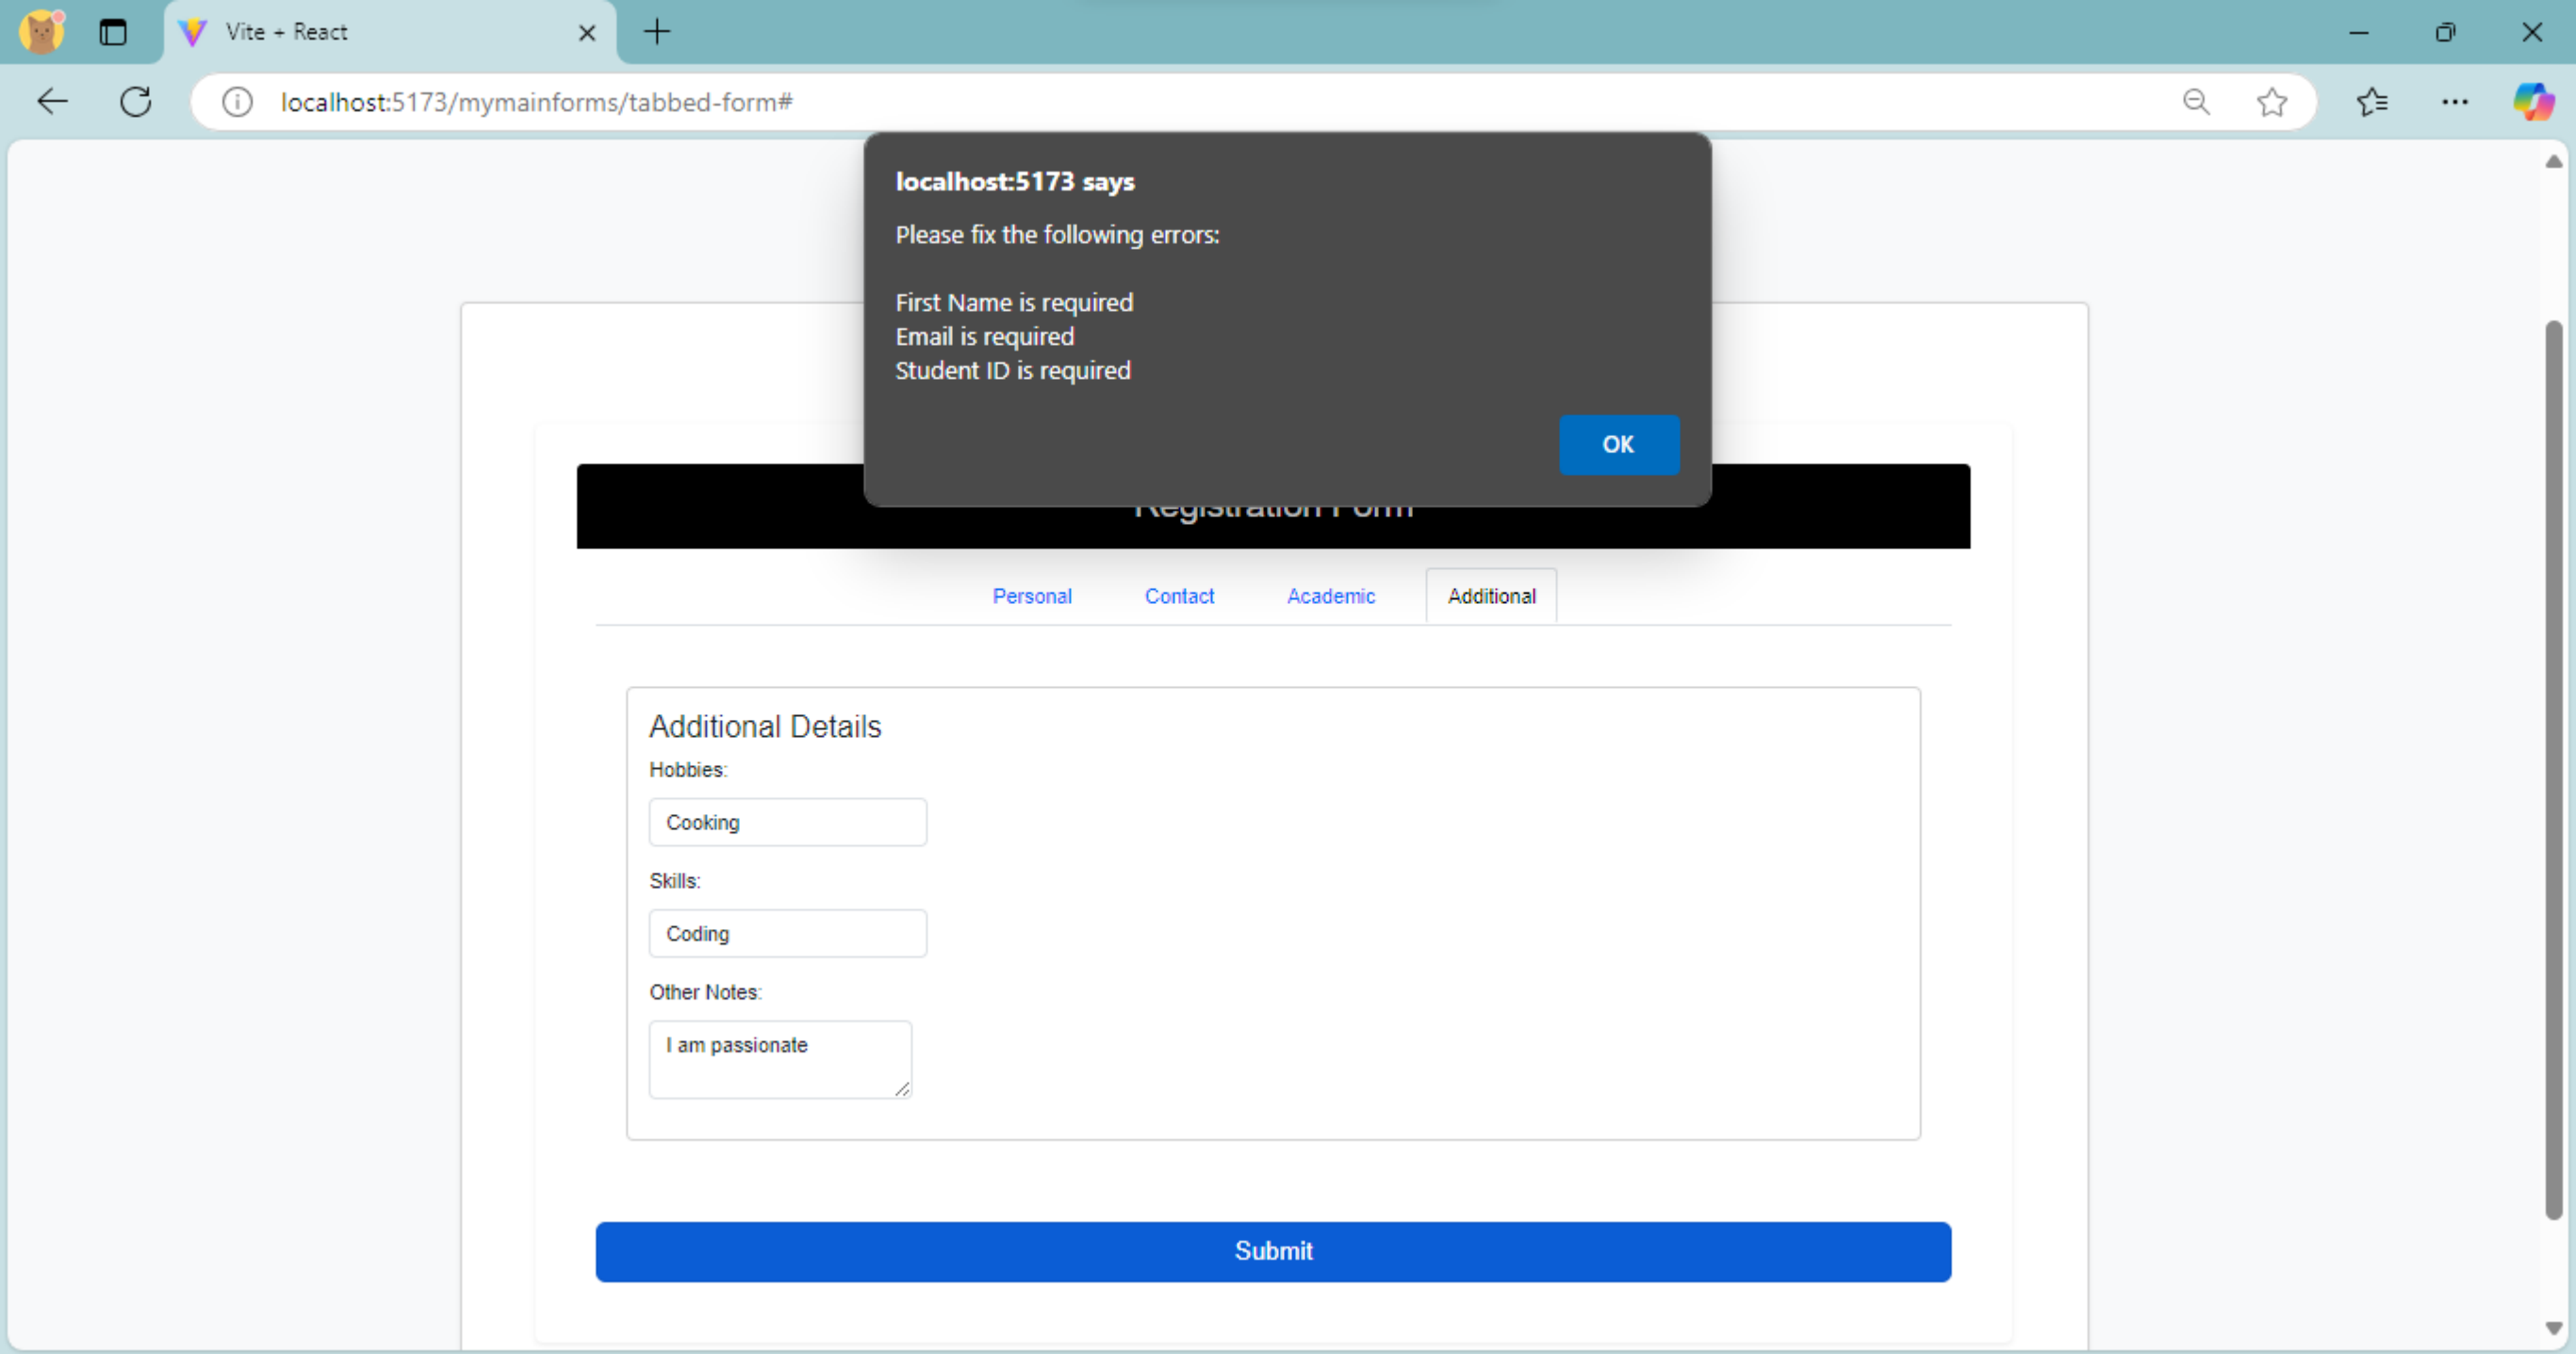 Vite + React
localhost:5173/mymainforms/tabbed-form#
localhost:5173 says
Please fix the following errors:
First Name is required
Email is required
Student ID is required
OK
Registration Form
Personal Contact Academic Additional
Additional Details
Hobbies:
Cooking
Skills:
Coding
Other Notes:
I am passionate
Submit